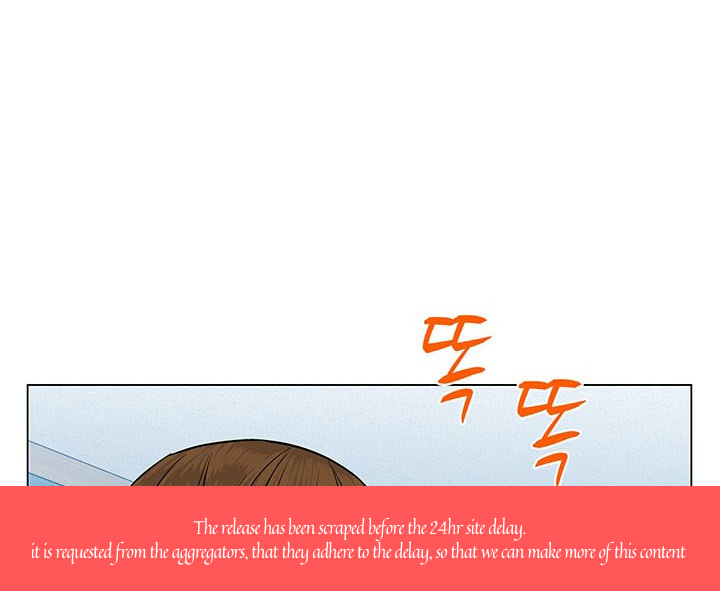 똑
똑
The release has been scraped before the 24hr site delay.
it is requested from the aggregators, that they adhere to the delay, so that we can make more of this content